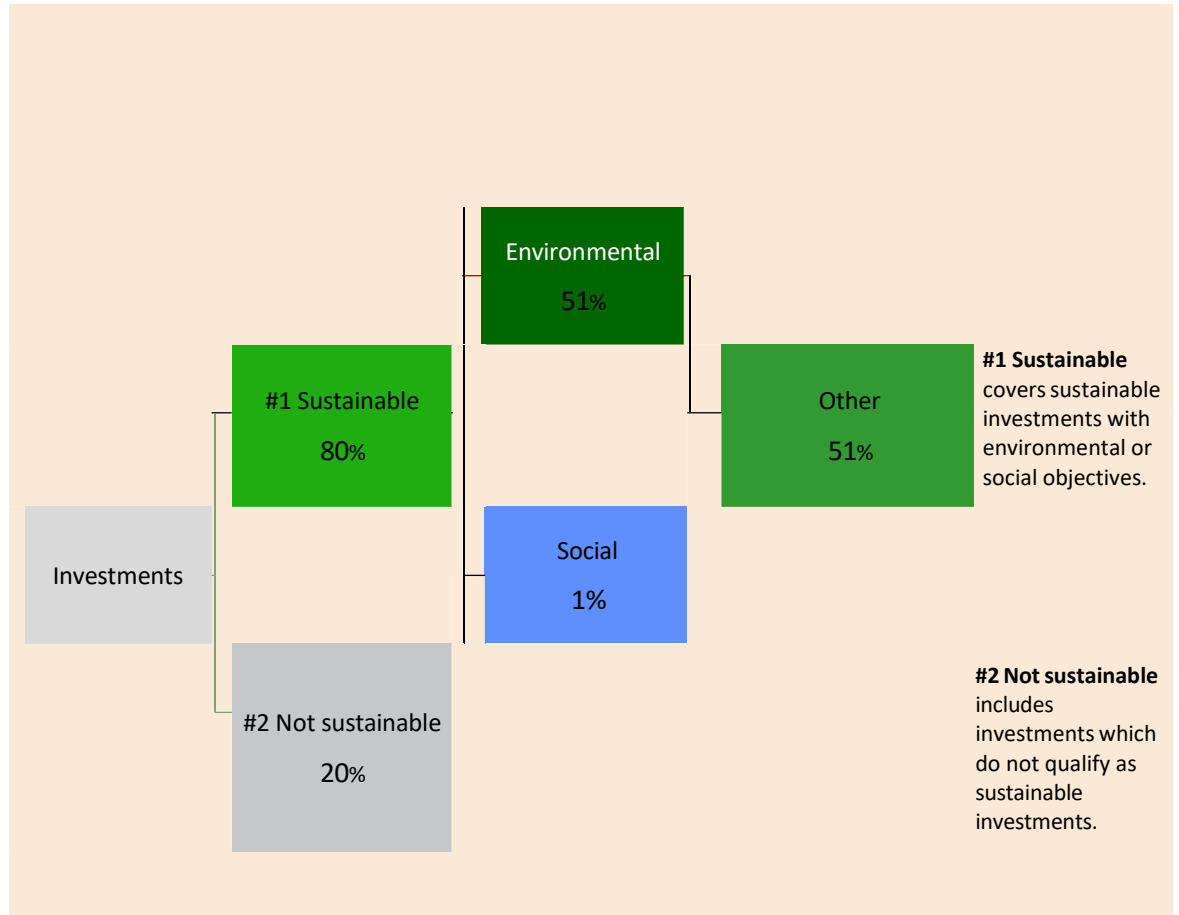 Environmental
51%
#1 Sustainable
80%
Other
51%
#1 Sustainable
covers sustainable
investments with
environmental or
social objectives.
Investments
Social
1%
#2 Not sustainable
20%
#2 Not sustainable
includes
investments which
do not qualify as
sustainable
investments.